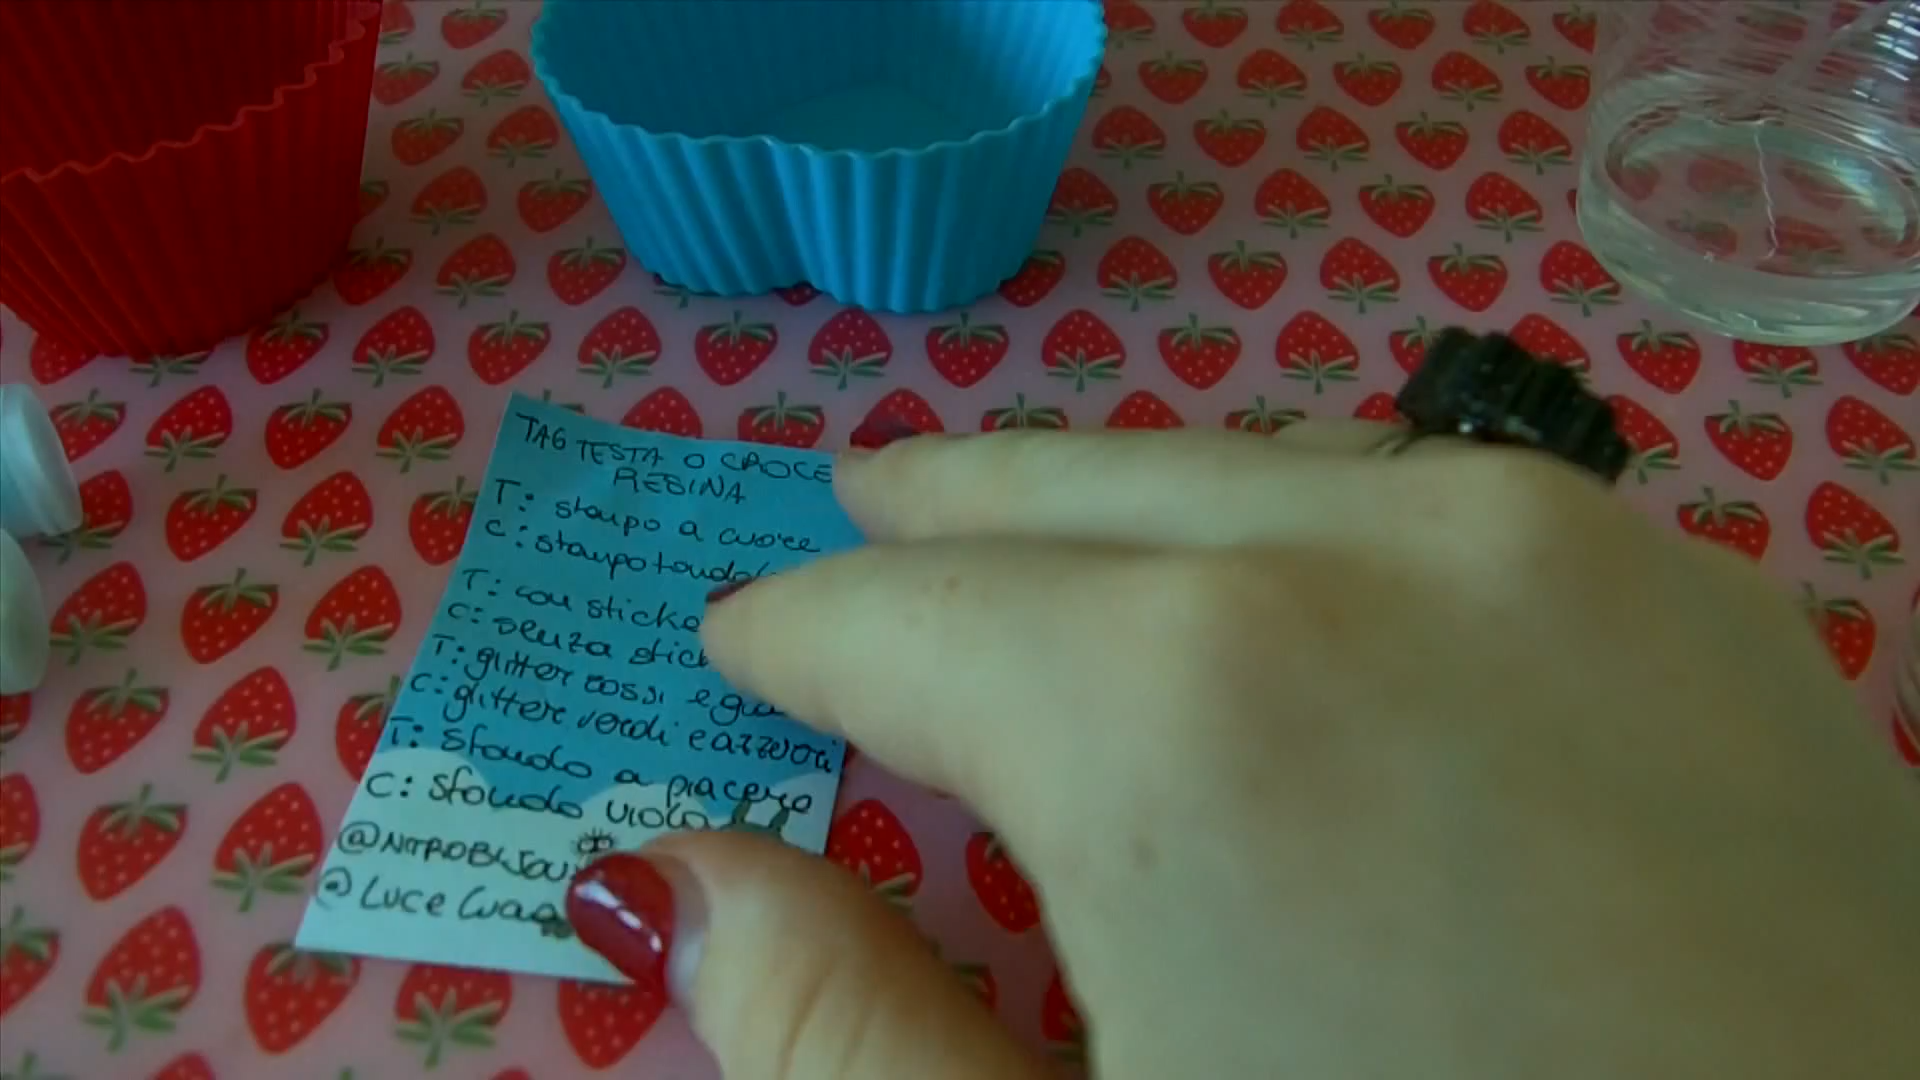 TAG TESTA O CROCE
RESINA
T: stampo a cuore
C: stampo tondo
T: con sticke
C: senza stick
T: glitter rossi e
C: glitter verdi e azzurri
T: sfondo a piacere
C: sfondo viola
@NITROBIJOU
@Luce